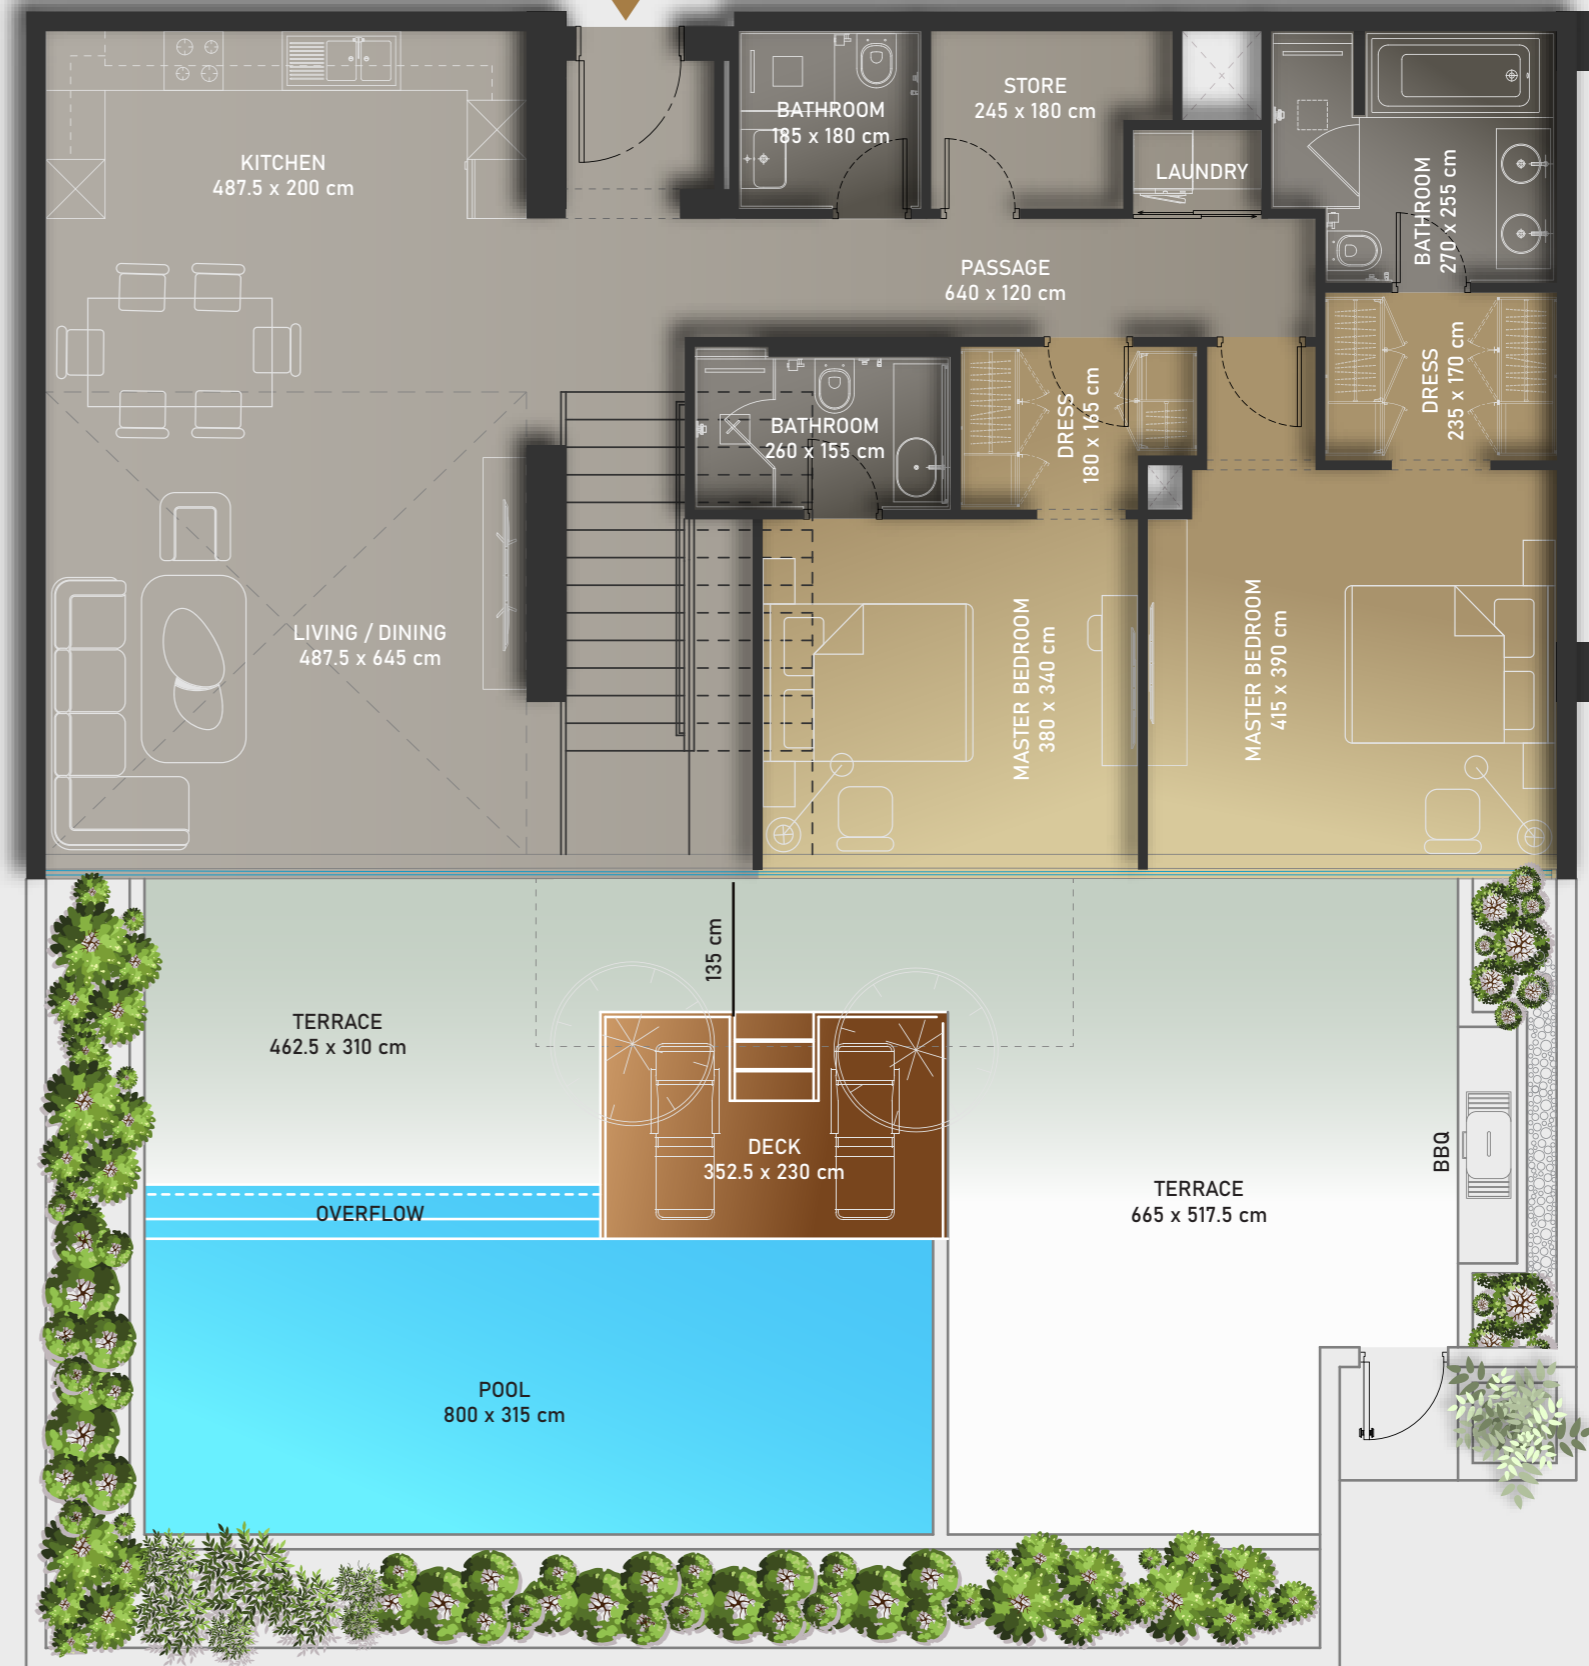 BATHROOM
185 x 180 cm
STORE
245 x 180 cm
KITCHEN
487.5 x 200 cm
LAUNDRY
BATHROOM
270 x 255 cm
PASSAGE
640 x 120 cm
BATHROOM
260 x 155 cm
DRESS
180 x 165 cm
DRESS
235 x 170 cm
LIVING / DINING
487.5 x 645 cm
MASTER BEDROOM
380 x 340 cm
MASTER BEDROOM
415 x 390 cm
135 cm
TERRACE
462.5 x 310 cm
DECK
352.5 x 230 cm
BBQ
TERRACE
665 x 517.5 cm
OVERFLOW
POOL
800 x 315 cm